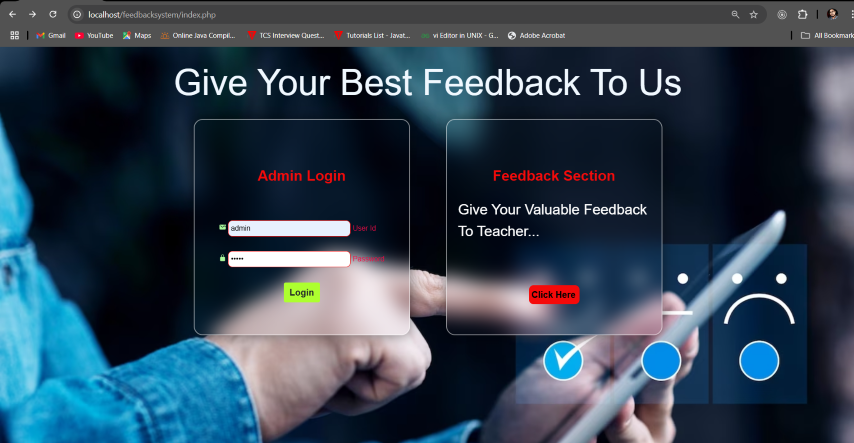 localhost/feedbacksystem/index.php
Gmail
YouTube
Maps
Online Java Compil...
TCS Interview Quest...
Tutorials List - Javat...
vi Editor in UNIX - G...
Adobe Acrobat
All Bookmark
Give Your Best Feedback To Us
Admin Login
admin User Id
••••• Password
Login
Feedback Section
Give Your Valuable Feedback
To Teacher...
Click Here